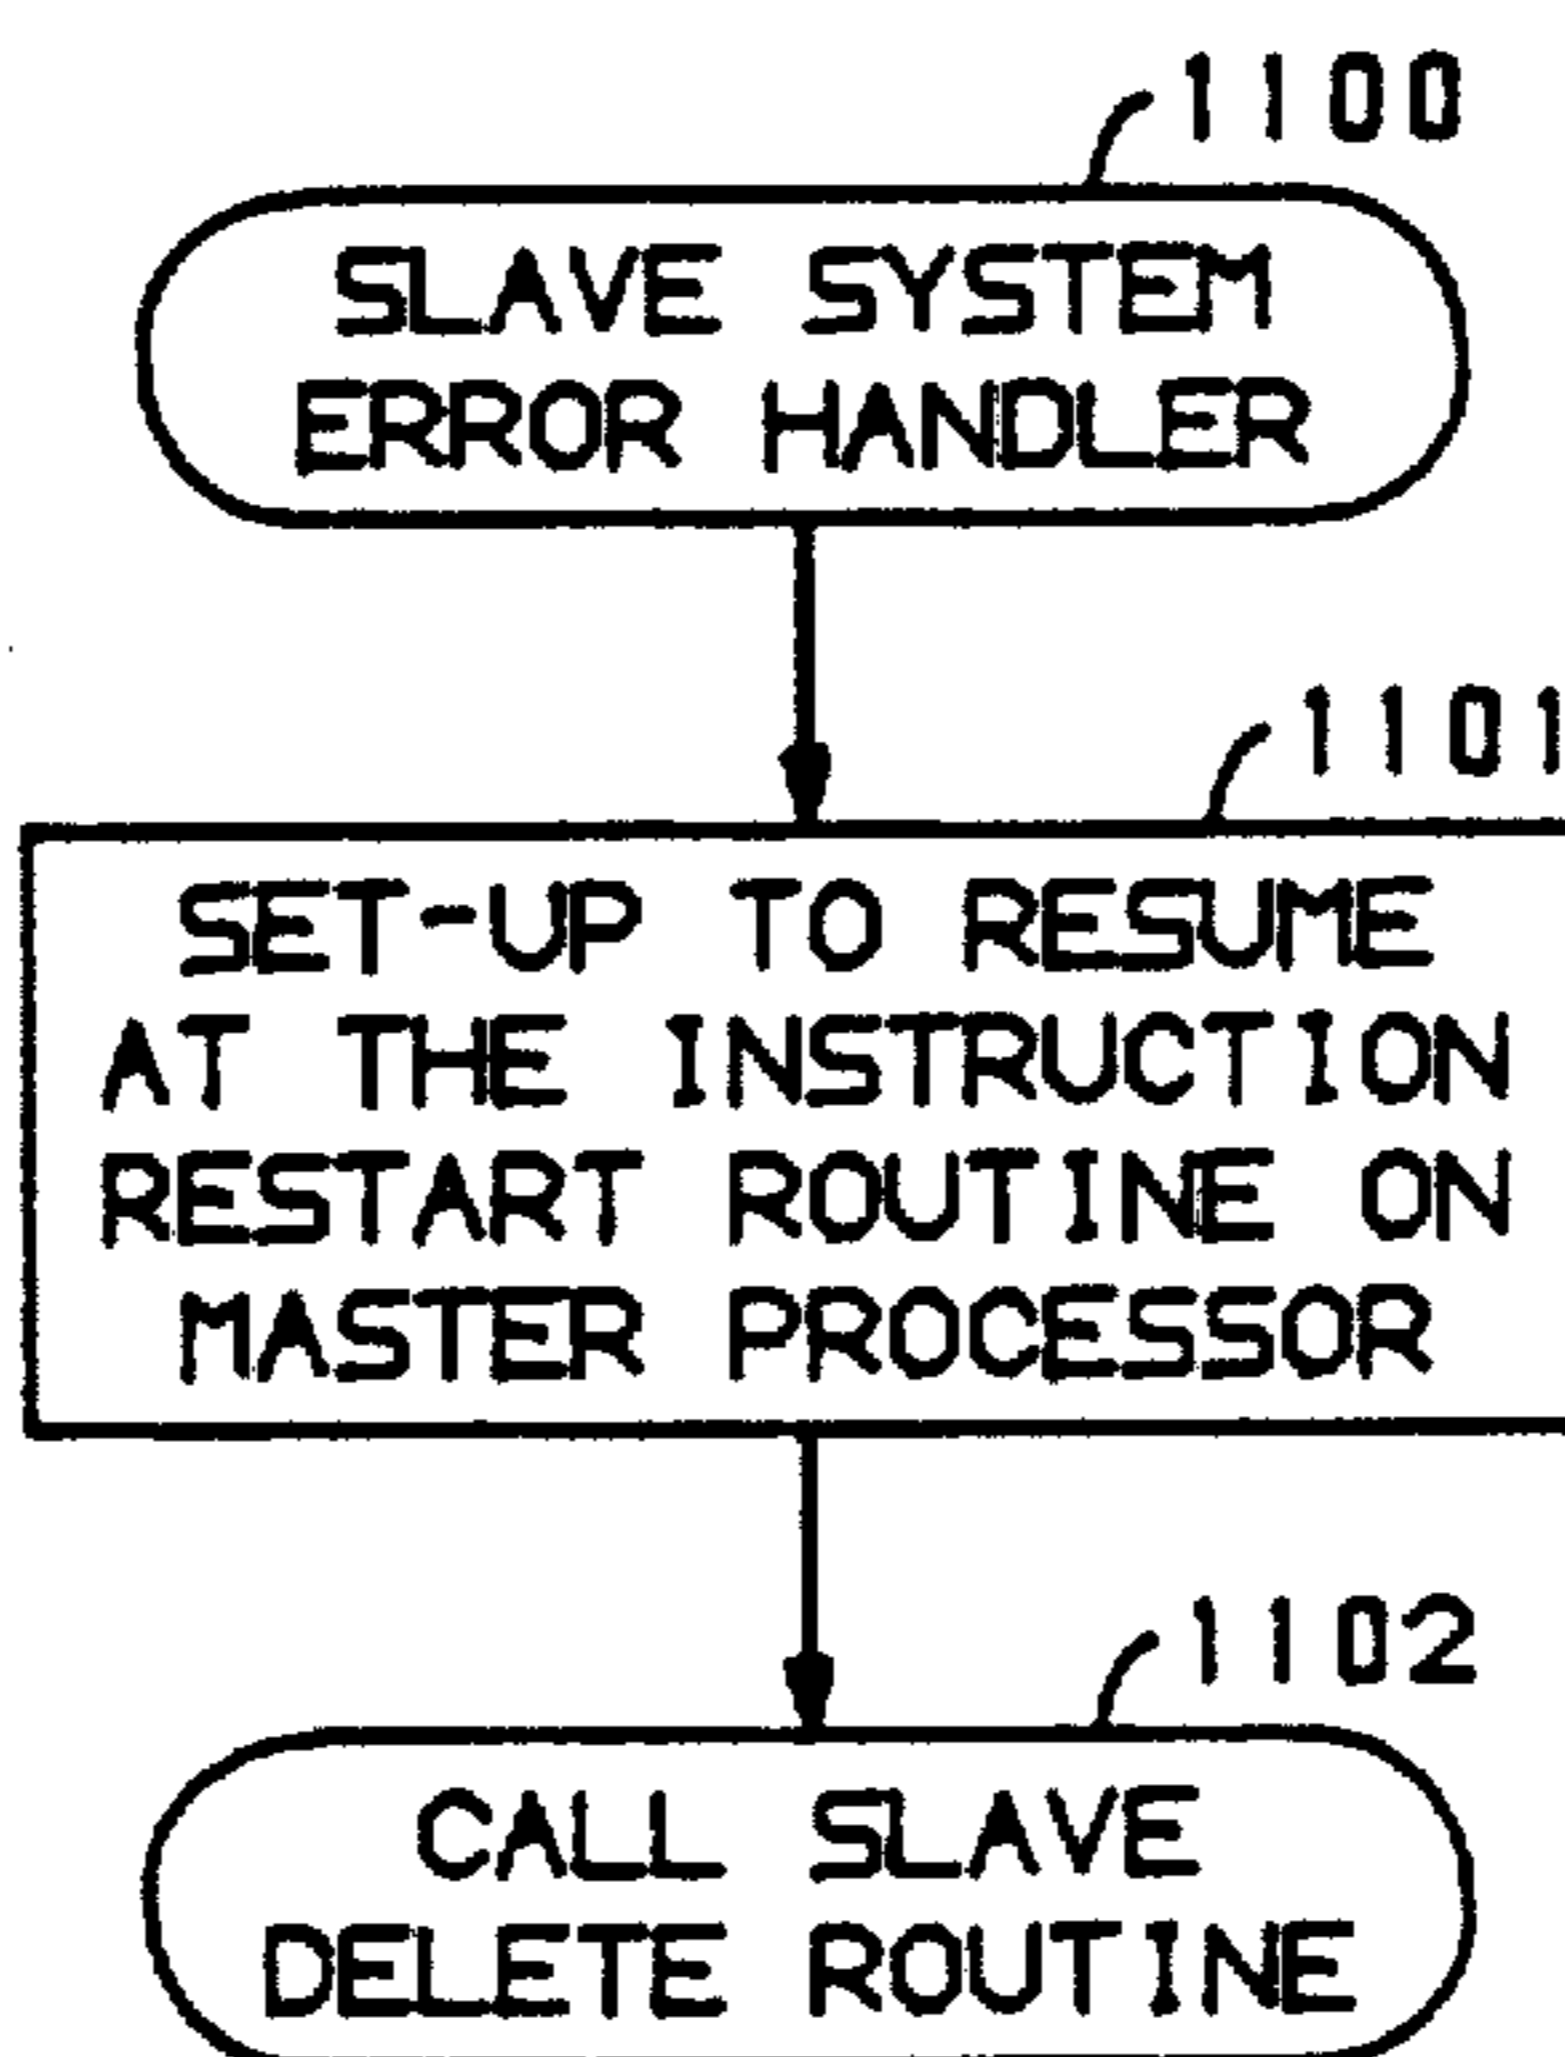 1100
SLAVE SYSTEM
ERROR HANDLER
1101
SET-UP TO RESUME
AT THE INSTRUCTION
RESTART ROUTINE ON
MASTER PROCESSOR
1102
CALL SLAVE
DELETE ROUTINE